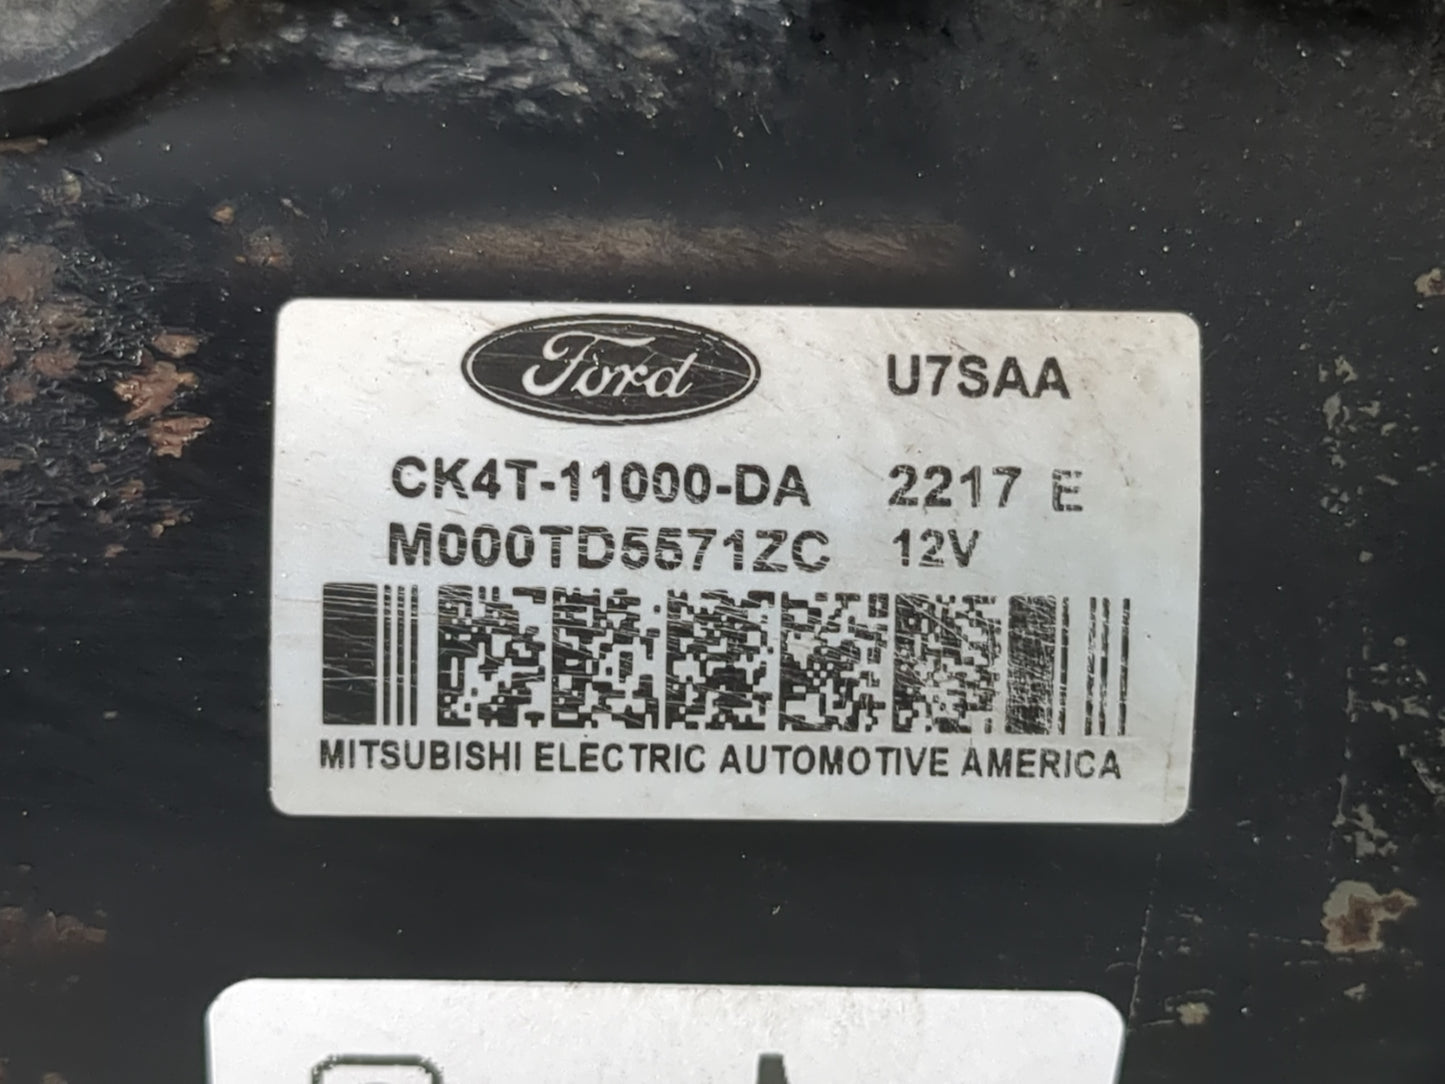 Ford U7SAA
CK4T-11000-DA 2217 E
M000TD5571ZC 12V
MITSUBISHI ELECTRIC AUTOMOTIVE AMERICA